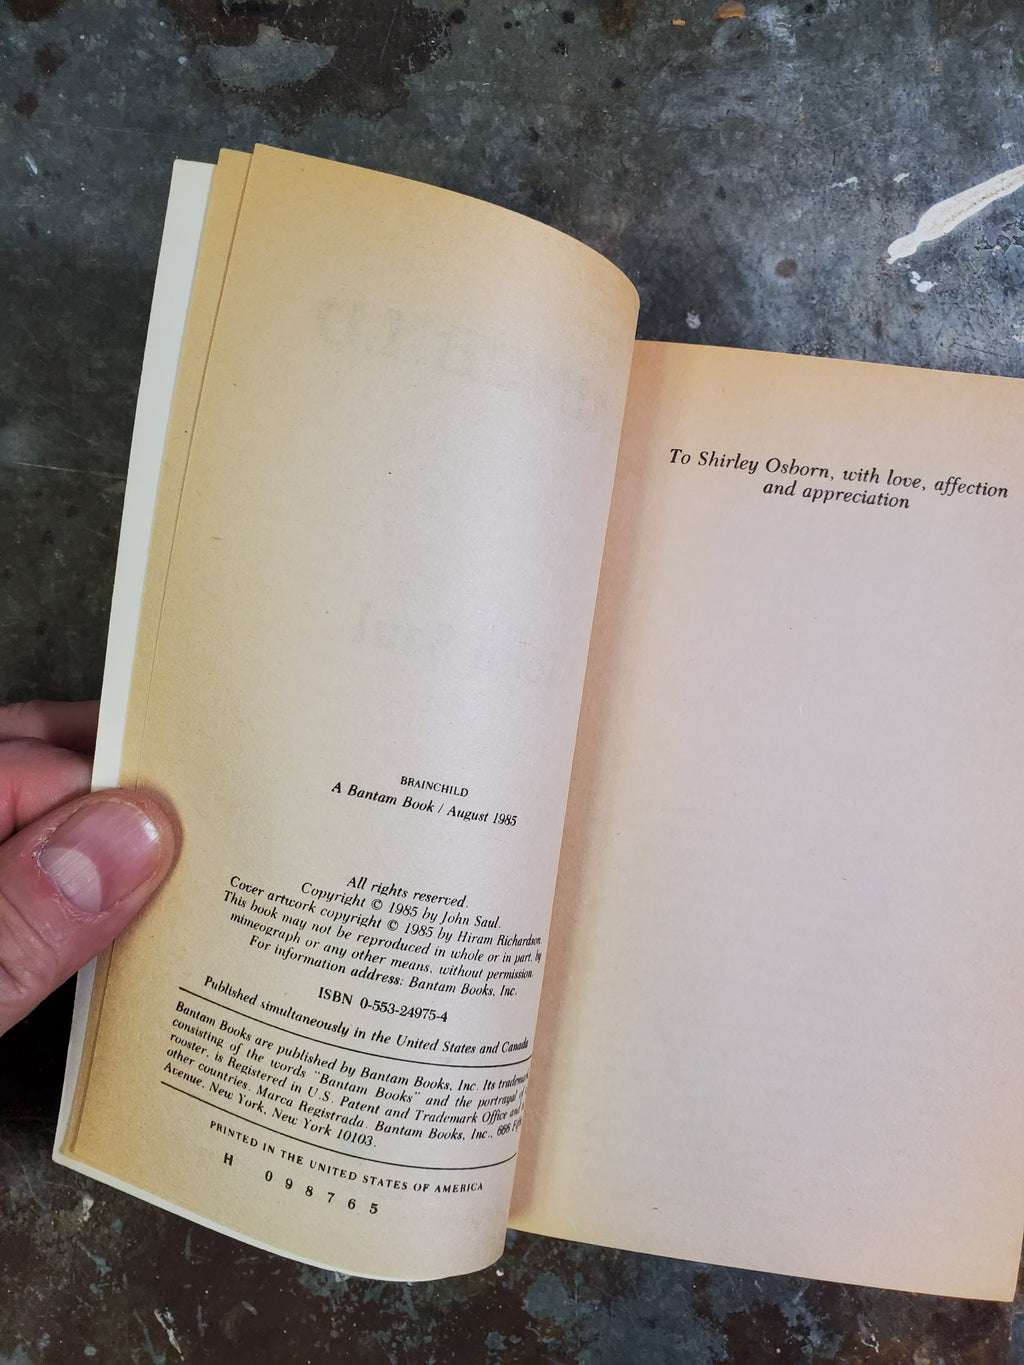 BRAINCHILD
A Bantam Book / August 1985
All rights reserved.
Copyright © 1985 by John Saul.
Cover artwork copyright © 1985 by Hiram Richardson.
This book may not be reproduced in whole or in part, by
mimeograph or any other means, without permission.
For information address: Bantam Books, Inc.
ISBN 0-553-24975-4
Published simultaneously in the United States and Canada
Bantam Books are published by Bantam Books, Inc. Its trademark,
consisting of the words "Bantam Books" and the portrayal of
rooster, is Registered in U.S. Patent and Trademark Office and
other countries. Marca Registrada. Bantam Books, Inc., 666 Fifth
Avenue, New York, New York 10103.
PRINTED IN THE UNITED STATES OF AMERICA
H 0 9 8 7 6 5
To Shirley Osborn, with love, affection
and appreciation